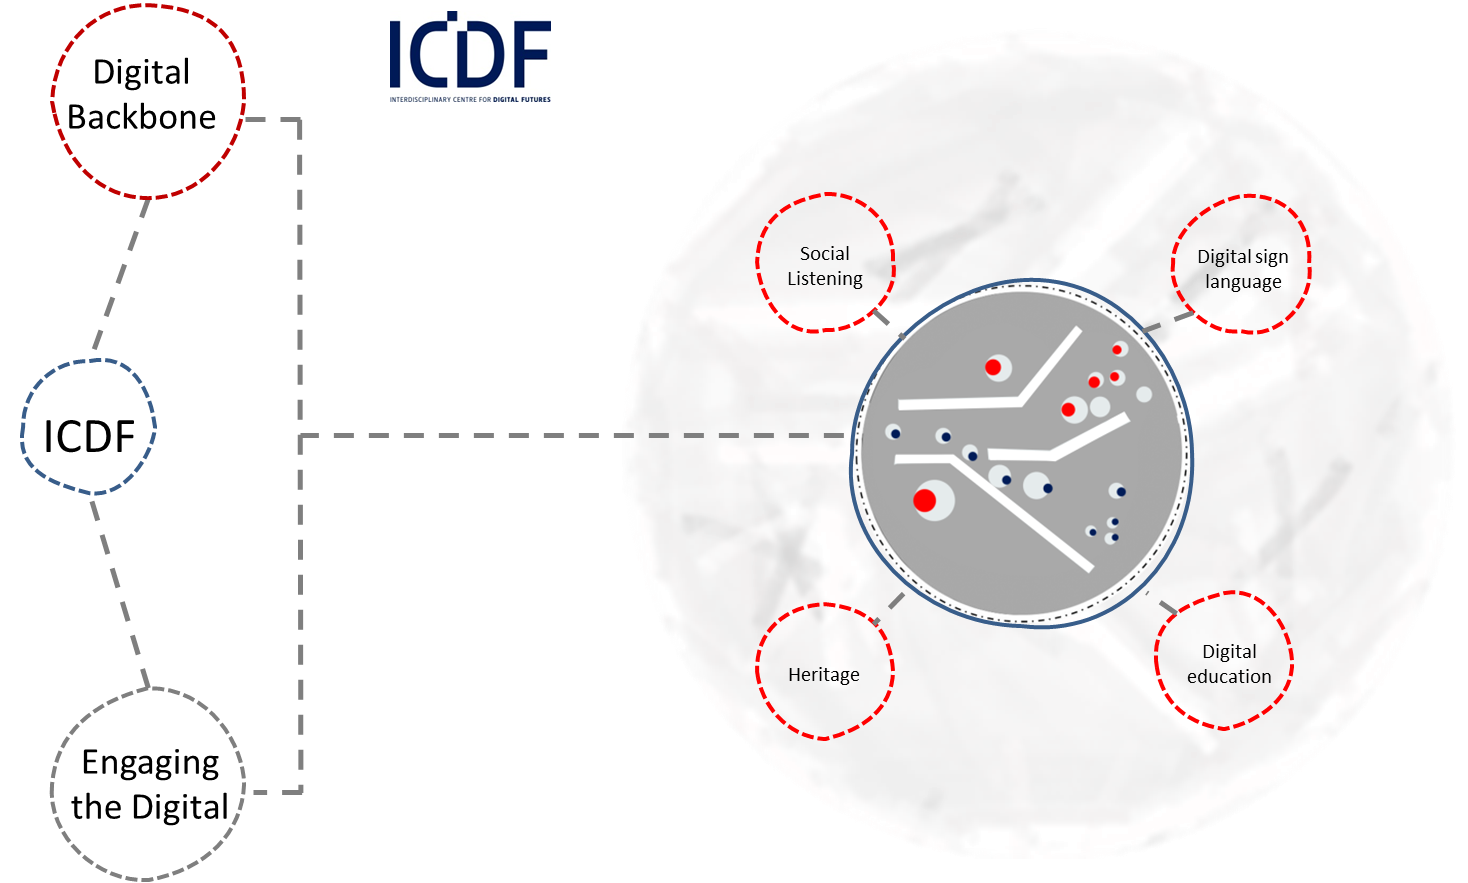 Digital
Backbone
ICDF
INTERDISCIPLINARY CENTRE FOR DIGITAL FUTURES
Social
Listening
Digital sign
language
ICDF
Heritage
Digital
education
Engaging
the Digital